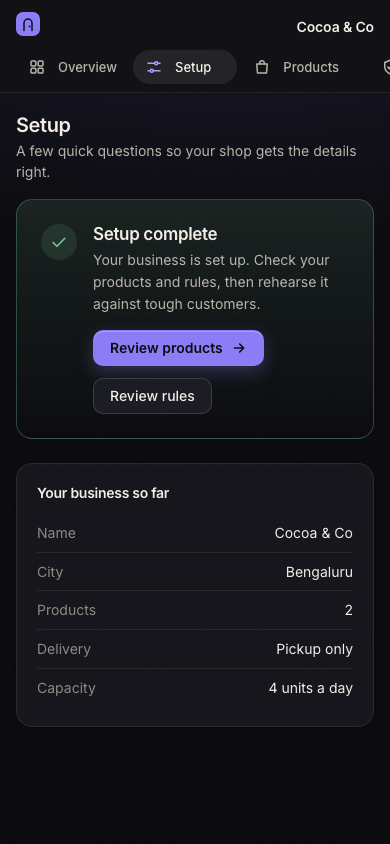 Cocoa & Co
Overview
Setup
Products
Setup
A few quick questions so your shop gets the details
right.
Setup complete
Your business is set up. Check your
products and rules, then rehearse it
against tough customers.
Review products →
Review rules
Your business so far
Name Cocoa & Co
City Bengaluru
Products 2
Delivery Pickup only
Capacity 4 units a day